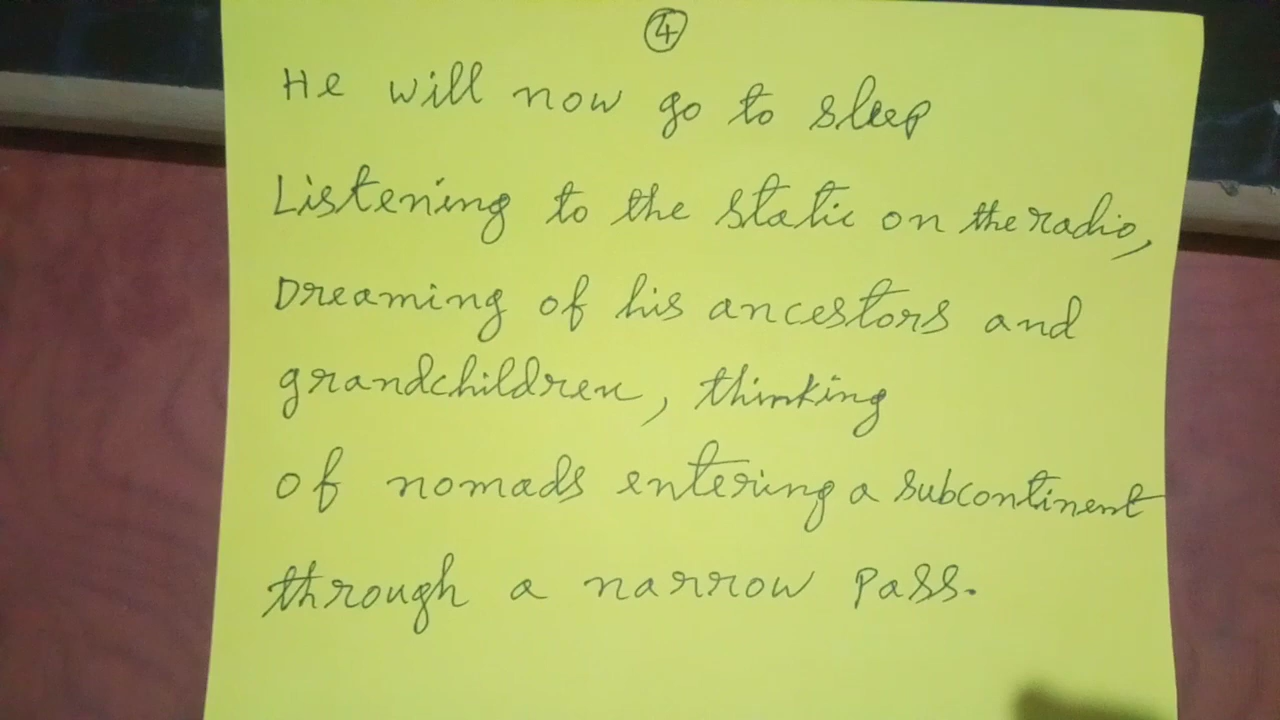 4
He will now go to sleep
Listening to the static on the radio,
Dreaming of his ancestors and
grandchildren, thinking
of nomads entering a subcontinent
through a narrow pass.